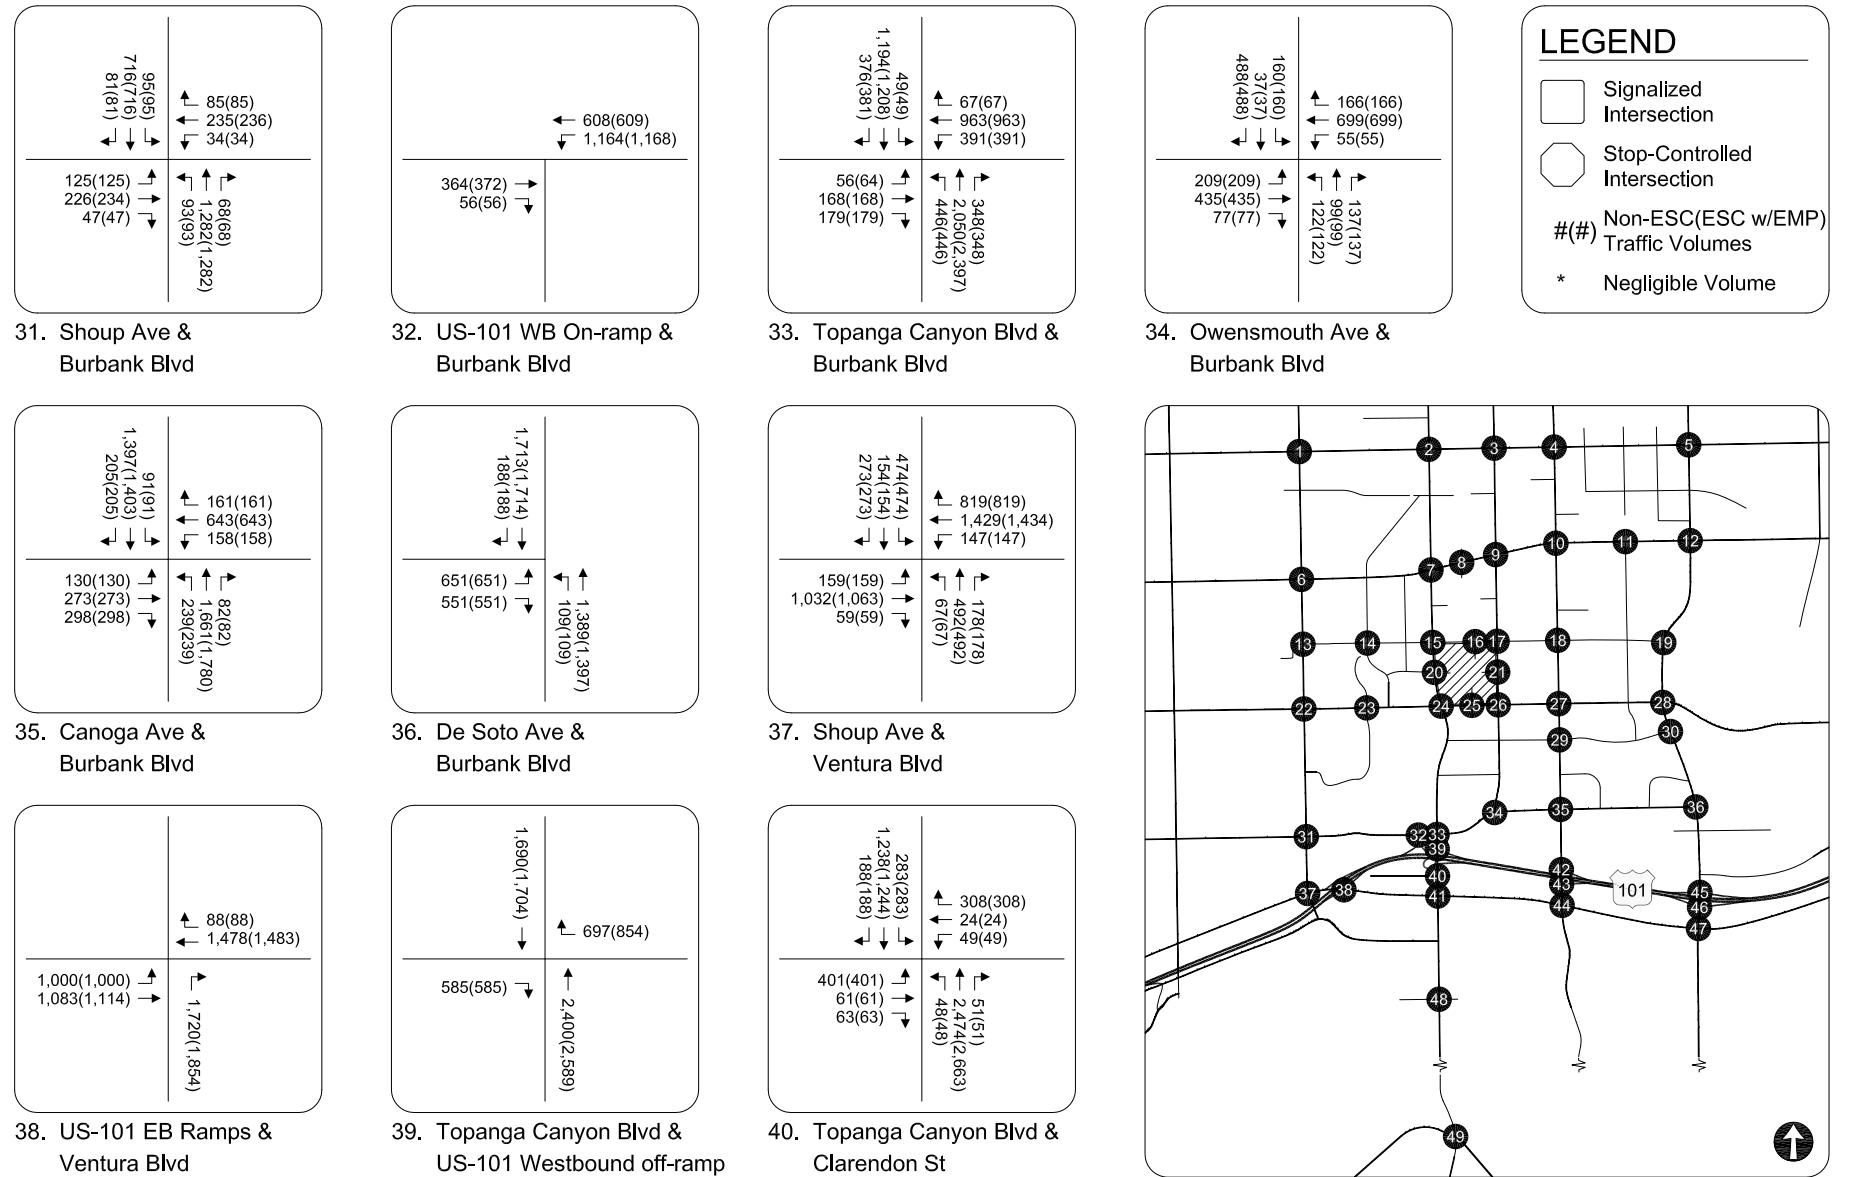 95(95)
716(716)
81(81)
85(85)
235(236)
34(34)
125(125)
226(234)
47(47)
93(93)
1,282(1,282)
68(68)
31. Shoup Ave &
Burbank Blvd
608(609)
1,164(1,168)
364(372)
56(56)
32. US-101 WB On-ramp &
Burbank Blvd
49(49)
1,194(1,208)
376(381)
67(67)
963(963)
391(391)
56(64)
168(168)
179(179)
446(446)
2,050(2,397)
348(348)
33. Topanga Canyon Blvd &
Burbank Blvd
160(160)
37(37)
488(488)
166(166)
699(699)
55(55)
209(209)
435(435)
77(77)
122(122)
99(99)
137(137)
34. Owensmouth Ave &
Burbank Blvd
LEGEND
Signalized
Intersection
Stop-Controlled
Intersection
#(#) Non-ESC(ESC w/EMP)
Traffic Volumes
* Negligible Volume
91(91)
1,397(1,403)
205(205)
161(161)
643(643)
158(158)
130(130)
273(273)
298(298)
239(239)
1,661(1,780)
82(82)
35. Canoga Ave &
Burbank Blvd
1,713(1,714)
188(188)
651(651)
551(551)
109(109)
1,389(1,397)
36. De Soto Ave &
Burbank Blvd
474(474)
154(154)
273(273)
819(819)
1,429(1,434)
147(147)
159(159)
1,032(1,063)
59(59)
67(67)
492(492)
178(178)
37. Shoup Ave &
Ventura Blvd
88(88)
1,478(1,483)
1,000(1,000)
1,083(1,114)
1,720(1,854)
38. US-101 EB Ramps &
Ventura Blvd
1,690(1,704)
697(854)
585(585)
2,400(2,589)
39. Topanga Canyon Blvd &
US-101 Westbound off-ramp
283(283)
1,238(1,244)
188(188)
308(308)
24(24)
49(49)
401(401)
61(61)
63(63)
48(48)
2,474(2,663)
51(51)
40. Topanga Canyon Blvd &
Clarendon St
1 2 3 4 5
6 7 8 9 10 11 12
13 14 15 16 17 18 19
20 21
22 23 24 25 26 27 28
29 30
31 32 33 34 35 36
37 38 39 40 41 42 43 44 45 46 47
101
48
49